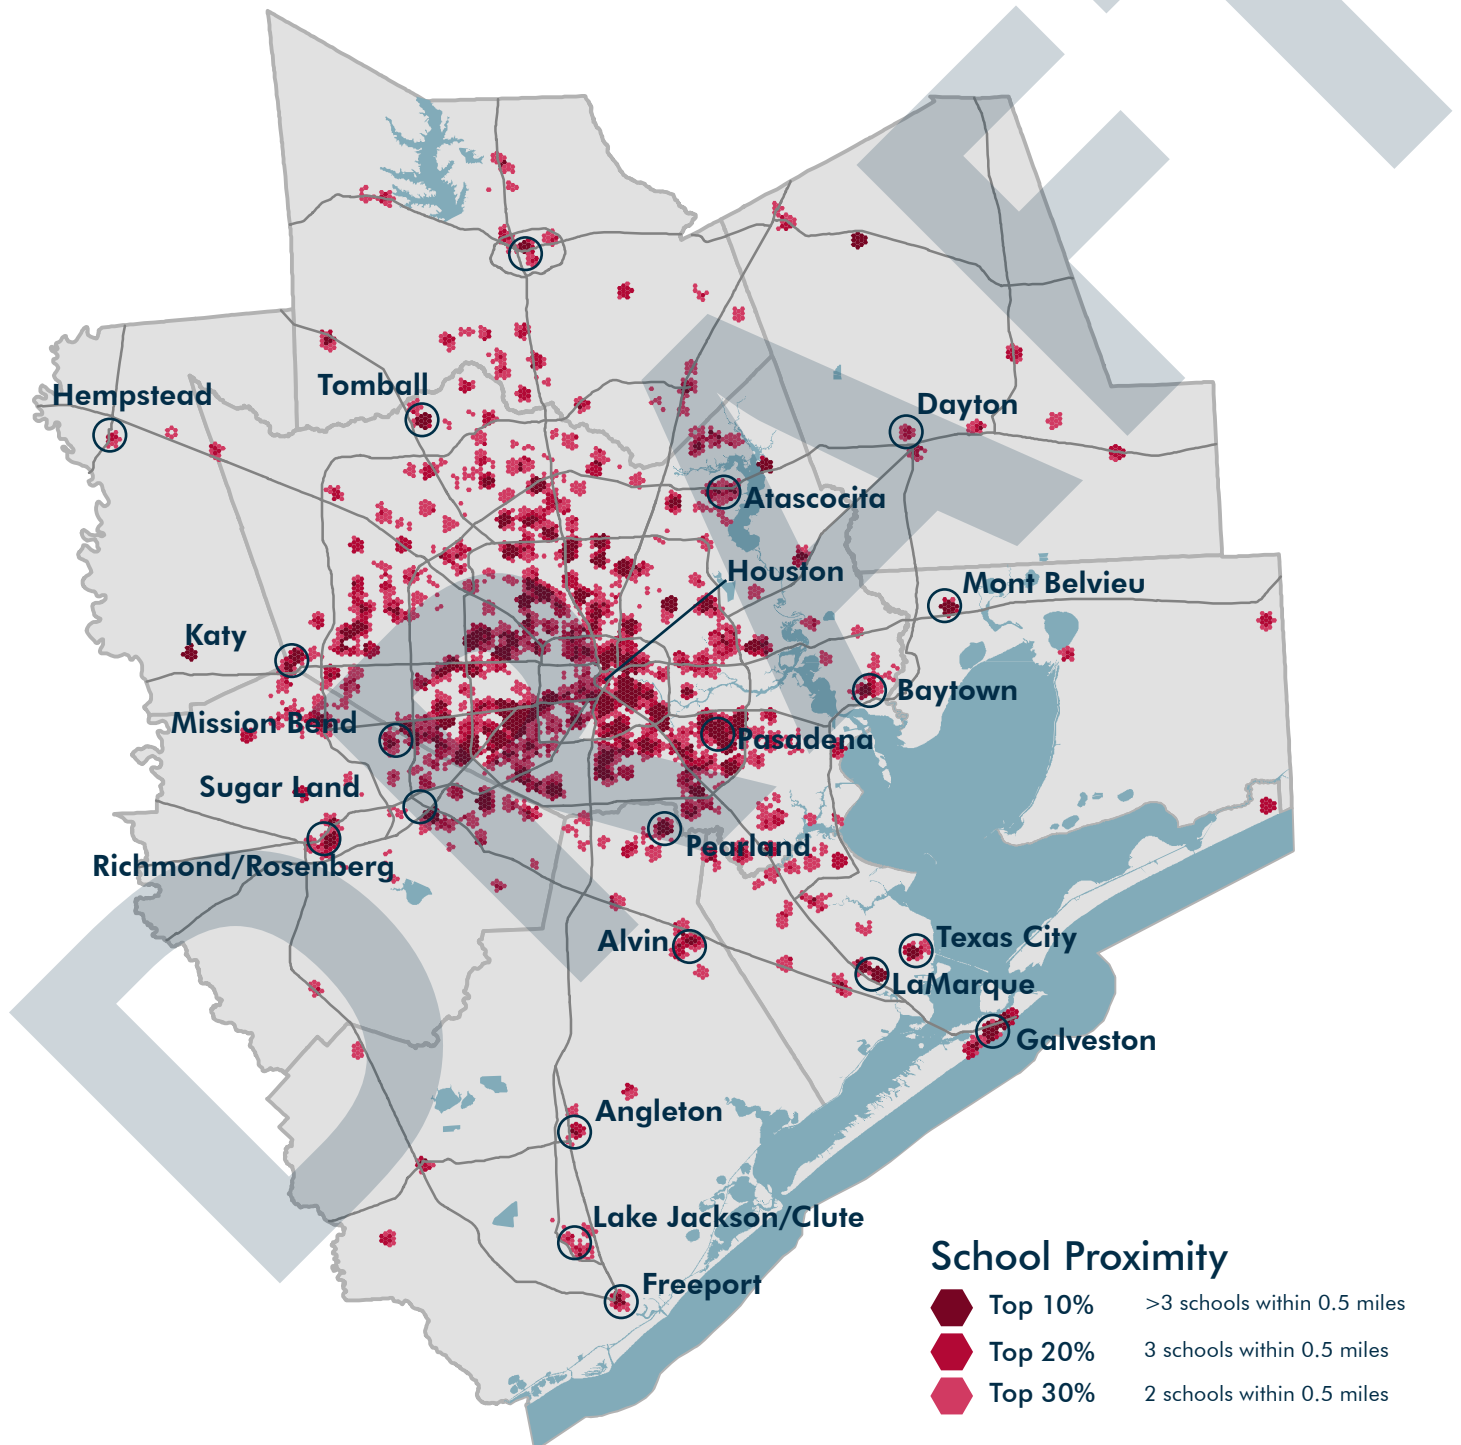 Hempstead
Tomball
Dayton
Atascocita
Houston
Mont Belvieu
Katy
Baytown
Mission Bend
Pasadena
Sugar Land
Pearland
Richmond/Rosenberg
Alvin
Texas City
LaMarque
Galveston
Angleton
Lake Jackson/Clute
Freeport
School Proximity
Top 10% >3 schools within 0.5 miles
Top 20% 3 schools within 0.5 miles
Top 30% 2 schools within 0.5 miles
DRAFT